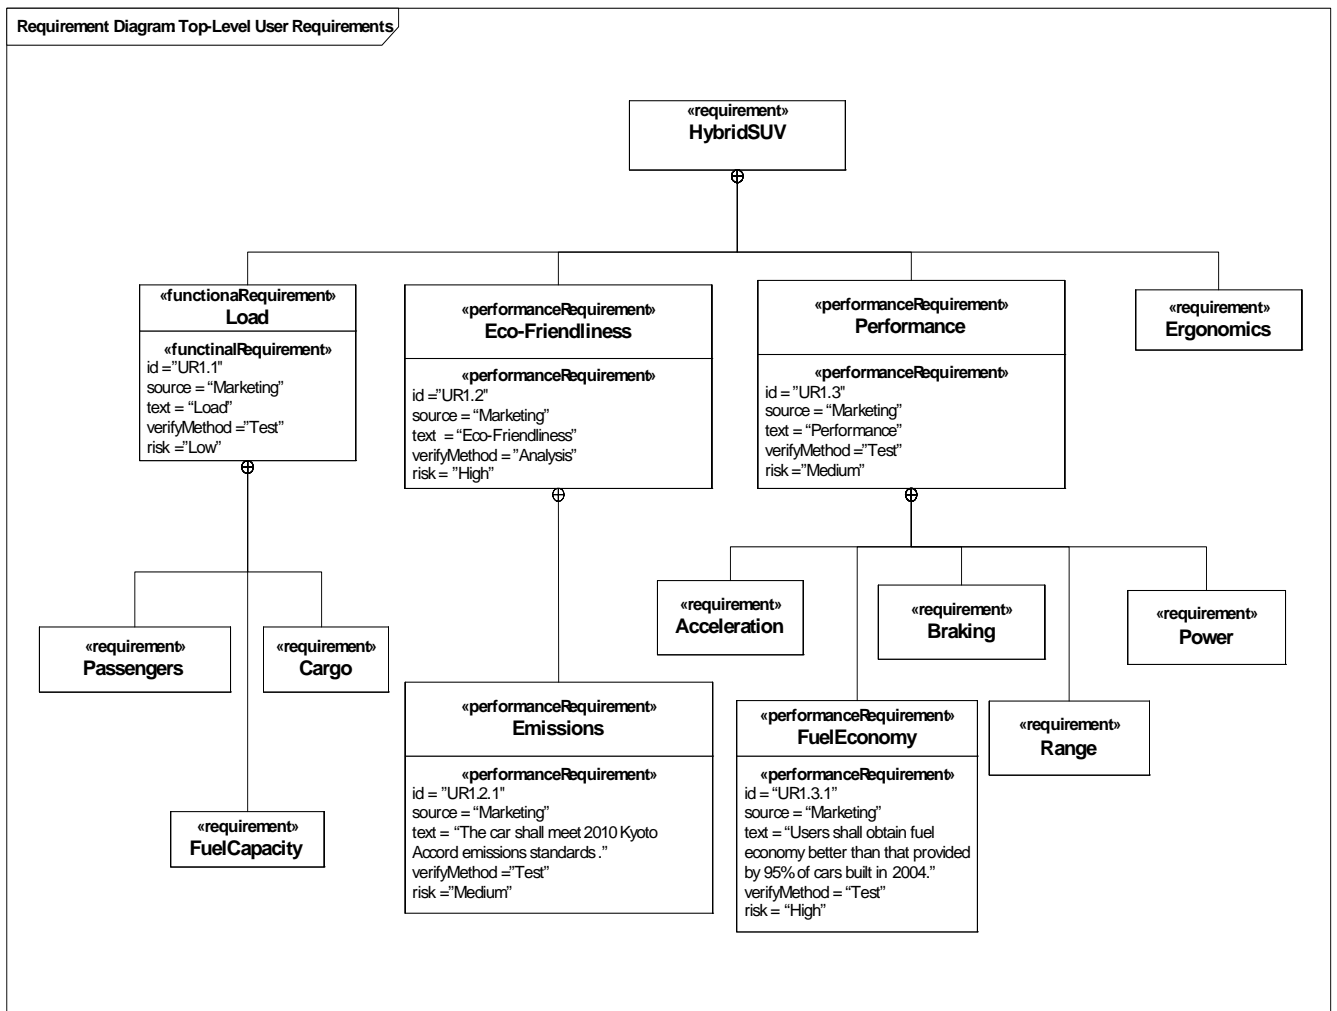 Requirement Diagram Top-Level User Requirements
«requirement»
HybridSUV
«functionaRequirement»
Load
«functinalRequirement»
id =”UR1.1"
source = “Marketing”
text = “Load”
verifyMethod =”Test”
risk =”Low”
«performanceRequirement»
Eco-Friendliness
«performanceRequirement»
id =”UR1.2"
source = “Marketing”
text = “Eco-Friendliness”
verifyMethod =”Analysis”
risk = ”High”
«performanceRequirement»
Performance
«performanceRequirement»
id =”UR1.3"
source = “Marketing”
text = “Performance”
verifyMethod =”Test”
risk =”Medium”
«requirement»
Ergonomics
«requirement»
Passengers
«requirement»
Cargo
«requirement»
FuelCapacity
«performanceRequirement»
Emissions
«performanceRequirement»
id = ”UR1.2.1"
source = “Marketing”
text = “The car shall meet 2010 Kyoto
Accord emissions standards .”
verifyMethod =”Test”
risk =”Medium”
«requirement»
Acceleration
«performanceRequirement»
FuelEconomy
«performanceRequirement»
id = “UR1.3.1”
source = “Marketing”
text = “Users shall obtain fuel
economy better than that provided
by 95% of cars built in 2004.”
verifyMethod = “Test”
risk = “High”
«requirement»
Braking
«requirement»
Range
«requirement»
Power